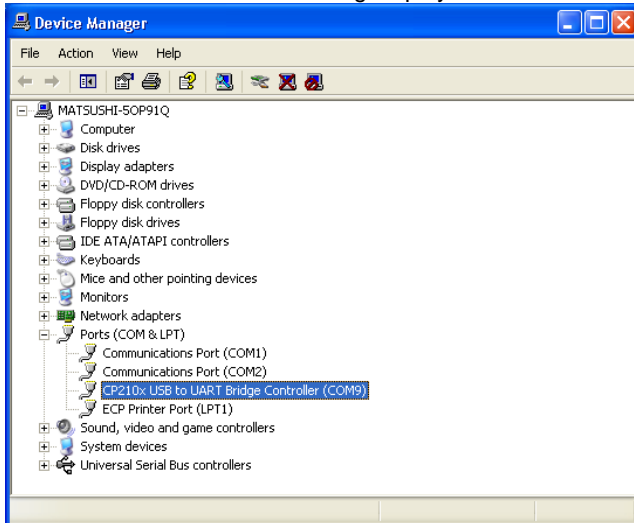 Device Manager
File Action View Help
MATSUSHI-5OP91Q
Computer
Disk drives
Display adapters
DVD/CD-ROM drives
Floppy disk controllers
Floppy disk drives
IDE ATA/ATAPI controllers
Keyboards
Mice and other pointing devices
Monitors
Network adapters
Ports (COM & LPT)
Communications Port (COM1)
Communications Port (COM2)
CP210x USB to UART Bridge Controller (COM9)
ECP Printer Port (LPT1)
Sound, video and game controllers
System devices
Universal Serial Bus controllers